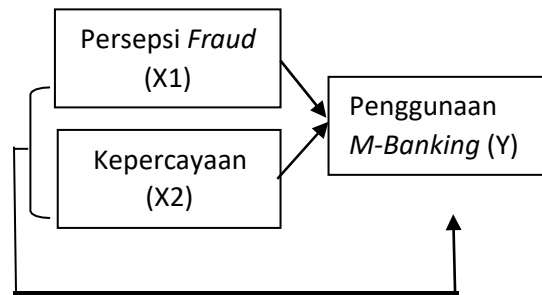 Persepsi Fraud
(X1)
Kepercayaan
(X2)
Penggunaan
M-Banking (Y)